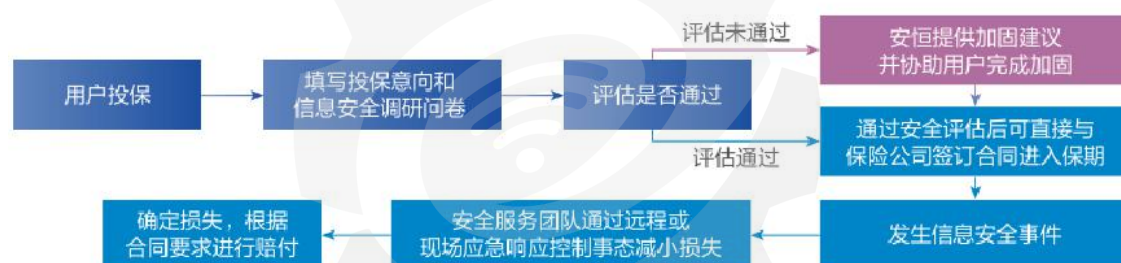 用户投保
填写投保意向和
信息安全调研问卷
评估是否通过
评估未通过
安恒提供加固建议
并协助用户完成加固
评估通过
通过安全评估后可直接与
保险公司签订合同进入保期
发生信息安全事件
安全服务团队通过远程或
现场应急响应控制事态减小损失
确定损失，根据
合同要求进行赔付